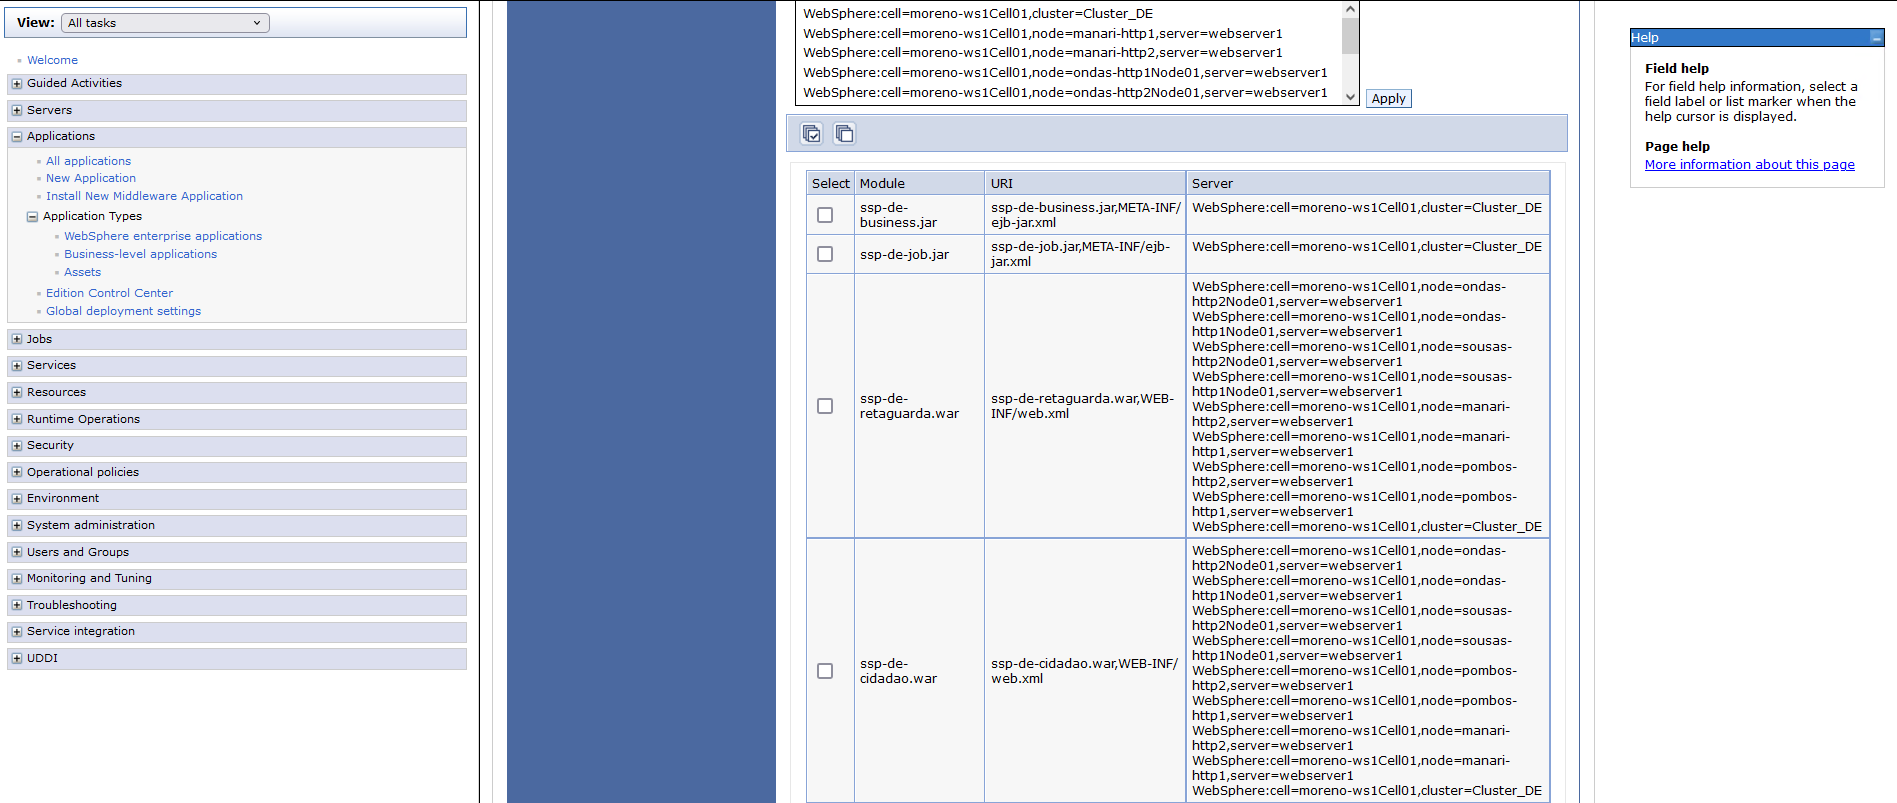 View: All tasks
Welcome
Guided Activities
Servers
Applications
All applications
New Application
Install New Middleware Application
Application Types
WebSphere enterprise applications
Business-level applications
Assets
Edition Control Center
Global deployment settings
Jobs
Services
Resources
Runtime Operations
Security
Operational policies
Environment
System administration
Users and Groups
Monitoring and Tuning
Troubleshooting
Service integration
UDDI
WebSphere:cell=moreno-ws1Cell01,cluster=Cluster_DE
WebSphere:cell=moreno-ws1Cell01,node=manari-http1,server=webserver1
WebSphere:cell=moreno-ws1Cell01,node=manari-http2,server=webserver1
WebSphere:cell=moreno-ws1Cell01,node=ondas-http1Node01,server=webserver1
WebSphere:cell=moreno-ws1Cell01,node=ondas-http2Node01,server=webserver1
Apply
Select Module URI Server
ssp-de-
business.jar
ssp-de-business.jar,META-INF/
ejb-jar.xml
WebSphere:cell=moreno-ws1Cell01,cluster=Cluster_DE
ssp-de-job.jar
ssp-de-job.jar,META-INF/ejb-
jar.xml
WebSphere:cell=moreno-ws1Cell01,cluster=Cluster_DE
ssp-de-
retaguarda.war
ssp-de-retaguarda.war,WEB-
INF/web.xml
WebSphere:cell=moreno-ws1Cell01,node=ondas-
http2Node01,server=webserver1
WebSphere:cell=moreno-ws1Cell01,node=ondas-
http1Node01,server=webserver1
WebSphere:cell=moreno-ws1Cell01,node=sousas-
http2Node01,server=webserver1
WebSphere:cell=moreno-ws1Cell01,node=sousas-
http1Node01,server=webserver1
WebSphere:cell=moreno-ws1Cell01,node=manari-
http2,server=webserver1
WebSphere:cell=moreno-ws1Cell01,node=manari-
http1,server=webserver1
WebSphere:cell=moreno-ws1Cell01,node=pombos-
http2,server=webserver1
WebSphere:cell=moreno-ws1Cell01,node=pombos-
http1,server=webserver1
WebSphere:cell=moreno-ws1Cell01,cluster=Cluster_DE
ssp-de-
cidadao.war
ssp-de-cidadao.war,WEB-INF/
web.xml
WebSphere:cell=moreno-ws1Cell01,node=ondas-
http2Node01,server=webserver1
WebSphere:cell=moreno-ws1Cell01,node=ondas-
http1Node01,server=webserver1
WebSphere:cell=moreno-ws1Cell01,node=sousas-
http2Node01,server=webserver1
WebSphere:cell=moreno-ws1Cell01,node=sousas-
http1Node01,server=webserver1
WebSphere:cell=moreno-ws1Cell01,node=pombos-
http2,server=webserver1
WebSphere:cell=moreno-ws1Cell01,node=pombos-
http1,server=webserver1
WebSphere:cell=moreno-ws1Cell01,node=manari-
http2,server=webserver1
WebSphere:cell=moreno-ws1Cell01,node=manari-
http1,server=webserver1
WebSphere:cell=moreno-ws1Cell01,cluster=Cluster_DE
Help
Field help
For field help information, select a
field label or list marker when the
help cursor is displayed.
Page help
More information about this page